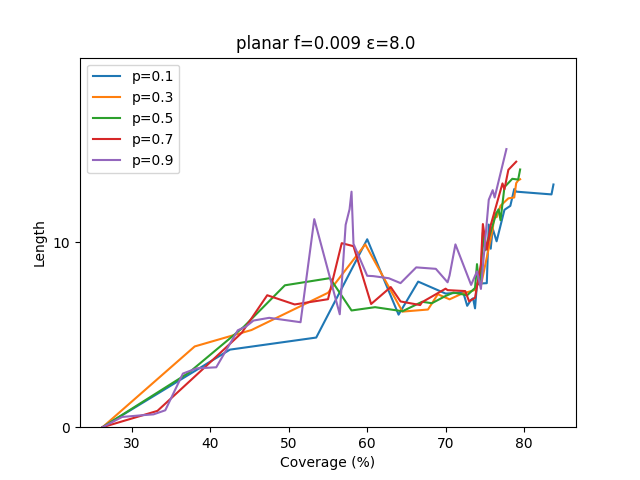 planar f=0.009 ε=8.0
p=0.1
p=0.3
p=0.5
p=0.7
p=0.9
Length
10
0
30 40 50 60 70 80
Coverage (%)